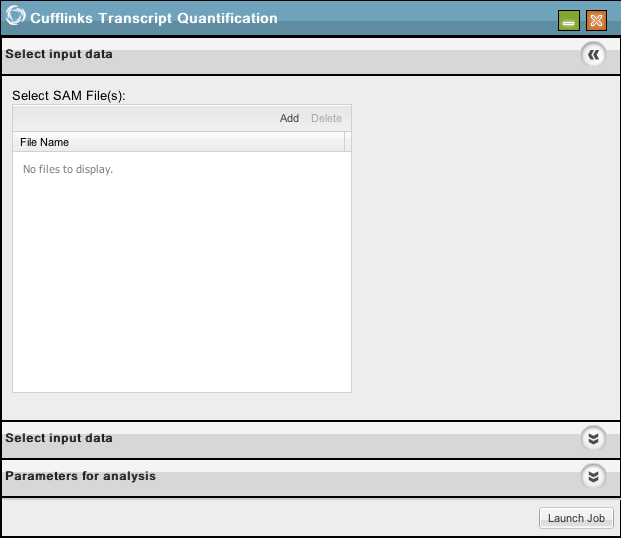 Cufflinks Transcript Quantification
Select input data
Select SAM File(s):
Add Delete
File Name
No files to display.
Select input data
Parameters for analysis
Launch Job